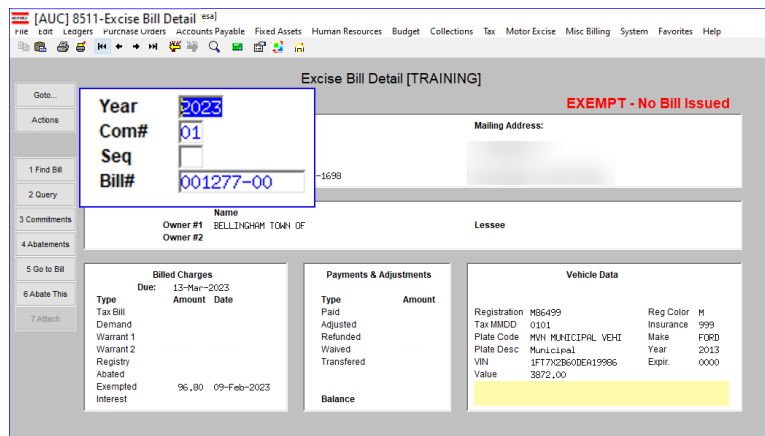 [AUC] 8511-Excise Bill Detail esa]
File Edit Ledgers Purchase Orders Accounts Payable Fixed Assets Human Resources Budget Collections Tax Motor Excise Misc Billing System Favorites Help
Excise Bill Detail [TRAINING]
EXEMPT - No Bill Issued
Goto...
Actions
1 Find Bill
2 Query
3 Commitments
4 Abatements
5 Go to Bill
6 Abate This
7 Attach
Year 2023
Com# 01
Seq
Bill# 001277-00
-1698
Mailing Address:
Name
Owner #1 BELLINGHAM TOWN OF
Owner #2
Lessee
Billed Charges
Due: 13-Mar-2023
Type Amount Date
Tax Bill
Demand
Warrant 1
Warrant 2
Registry
Abated
Exempted 96.80 09-Feb-2023
Interest
Payments & Adjustments
Type Amount
Paid
Adjusted
Refunded
Waived
Transfered
Balance
Vehicle Data
Registration M86499 Reg Color M
Tax MMDD 0101 Insurance 999
Plate Code MVN MUNICIPAL VEHI Make FORD
Plate Desc Municipal Year 2013
VIN 1FT7X2B60DEA19986 Expir. 0000
Value 3872.00